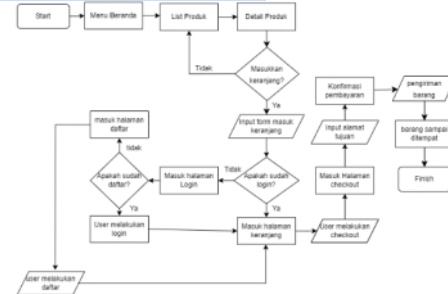 Start
Menu Beranda
List Produk
Detail Produk
Masukkan
keranjang?
Tidak
Ya
Input form masuk
keranjang
Apakah sudah
login?
Tidak
Ya
Masuk halaman
Login
Apakah sudah
daftar?
tidak
Ya
masuk halaman
daftar
User melakukan
login
user melakukan
daftar
Masuk halaman
keranjang
User melakukan
checkout
Masuk Halaman
checkout
Input alamat
tujuan
Konfirmasi
pembayaran
pengiriman
barang
barang sampai
ditempat
Finish